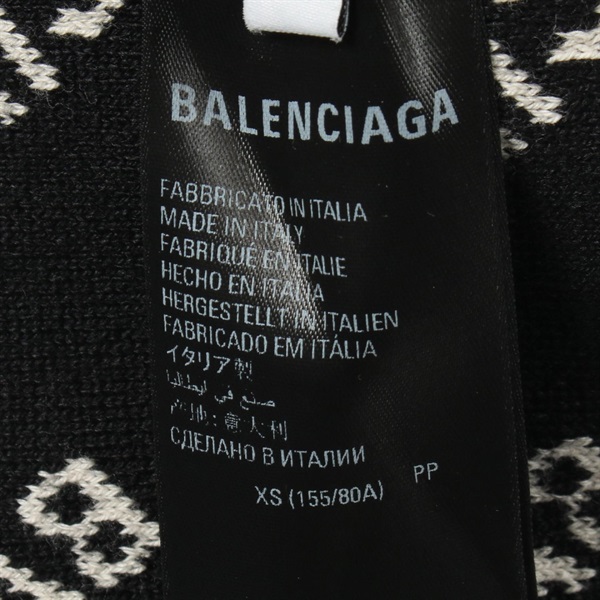 BALENCIAGA
FABBRICATO IN ITALIA
MADE IN ITALY
FABRIQUE EN ITALIE
HECHO EN ITALIA
HERGESTELLT IN ITALIEN
FABRICADO EM ITÁLIA
イタリア製
صنع في إيطاليا
产地：意大利
СДЕЛАНО В ИТАЛИИ
XS (155/80A) PP